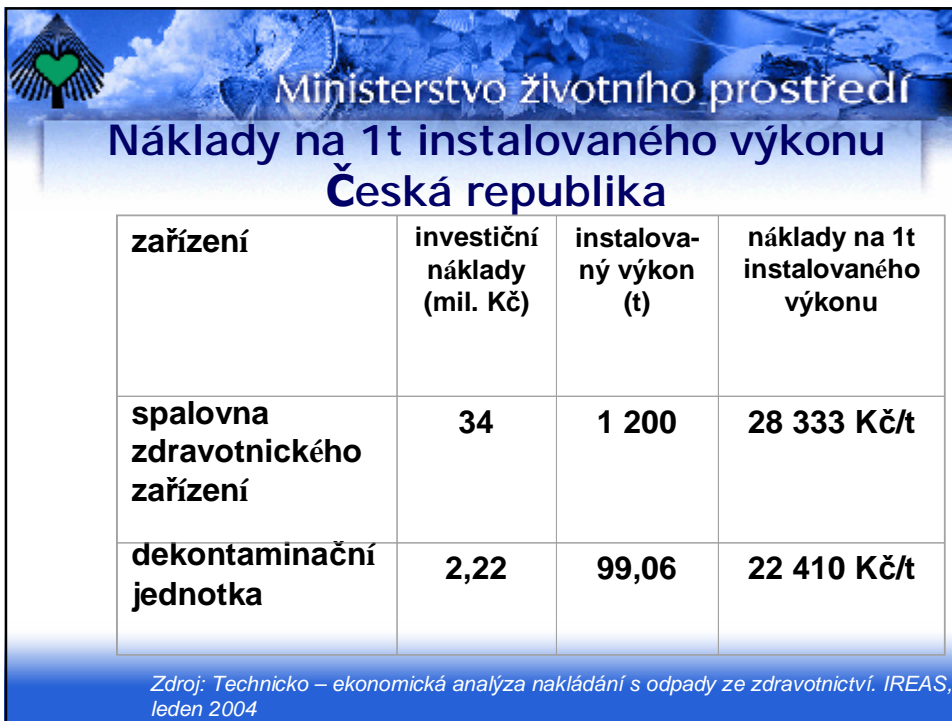 Ministerstvo životního prostředí
Náklady na 1t instalovaného výkonu
Česká republika
zařízení
investiční
náklady
(mil. Kč)
instalova-
ný výkon
(t)
náklady na 1t
instalovaného
výkonu
spalovna
zdravotnického
zařízení
34
1 200
28 333 Kč/t
dekontaminační
jednotka
2,22
99,06
22 410 Kč/t
Zdroj: Technicko – ekonomická analýza nakládání s odpady ze zdravotnictví. IREAS,
leden 2004